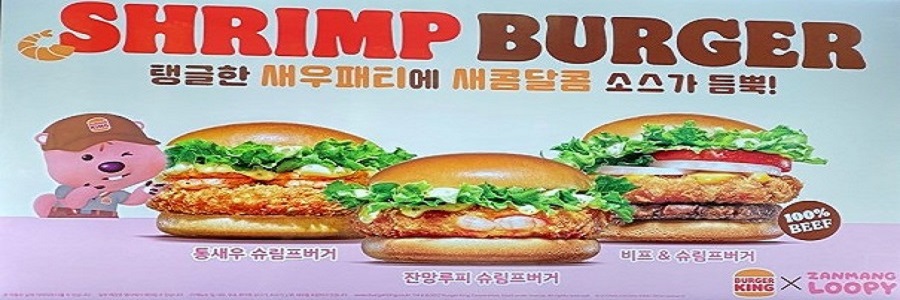 SHRIMP BURGER
탱글한 새우패티에 새콤달콤 소스가 듬뿍!
BURGER KING
통새우 슈림프버거
잔망루피 슈림프버거
비프 & 슈림프버거
100% BEEF
BURGER KING × ZANMANG LOOPY